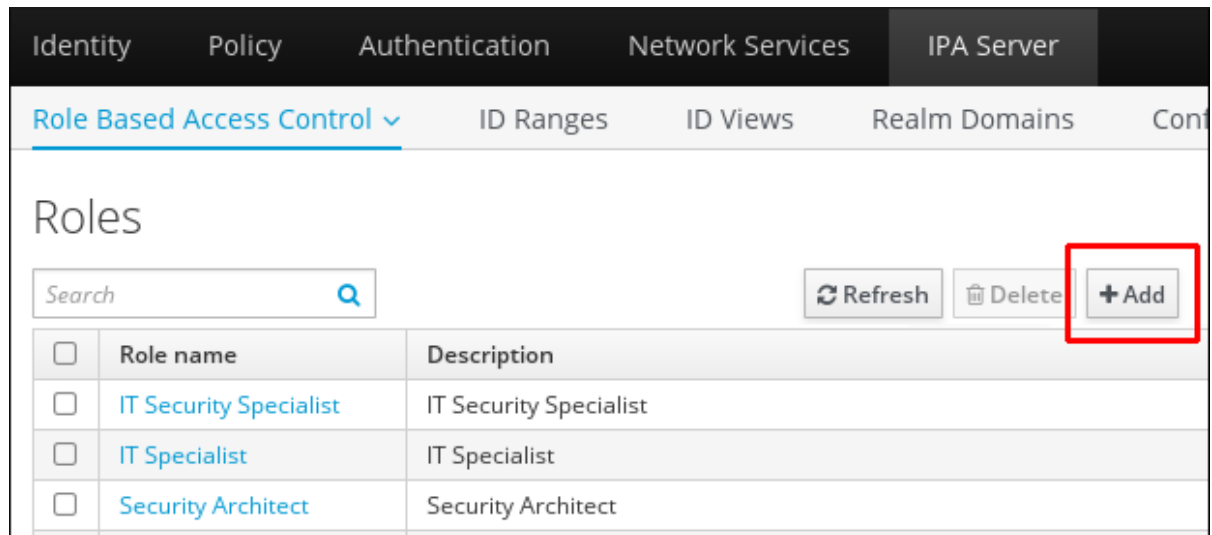 Identity Policy Authentication Network Services IPA Server
Role Based Access Control ID Ranges ID Views Realm Domains Conf
Roles
Search Refresh Delete +Add
Role name Description
IT Security Specialist IT Security Specialist
IT Specialist IT Specialist
Security Architect Security Architect